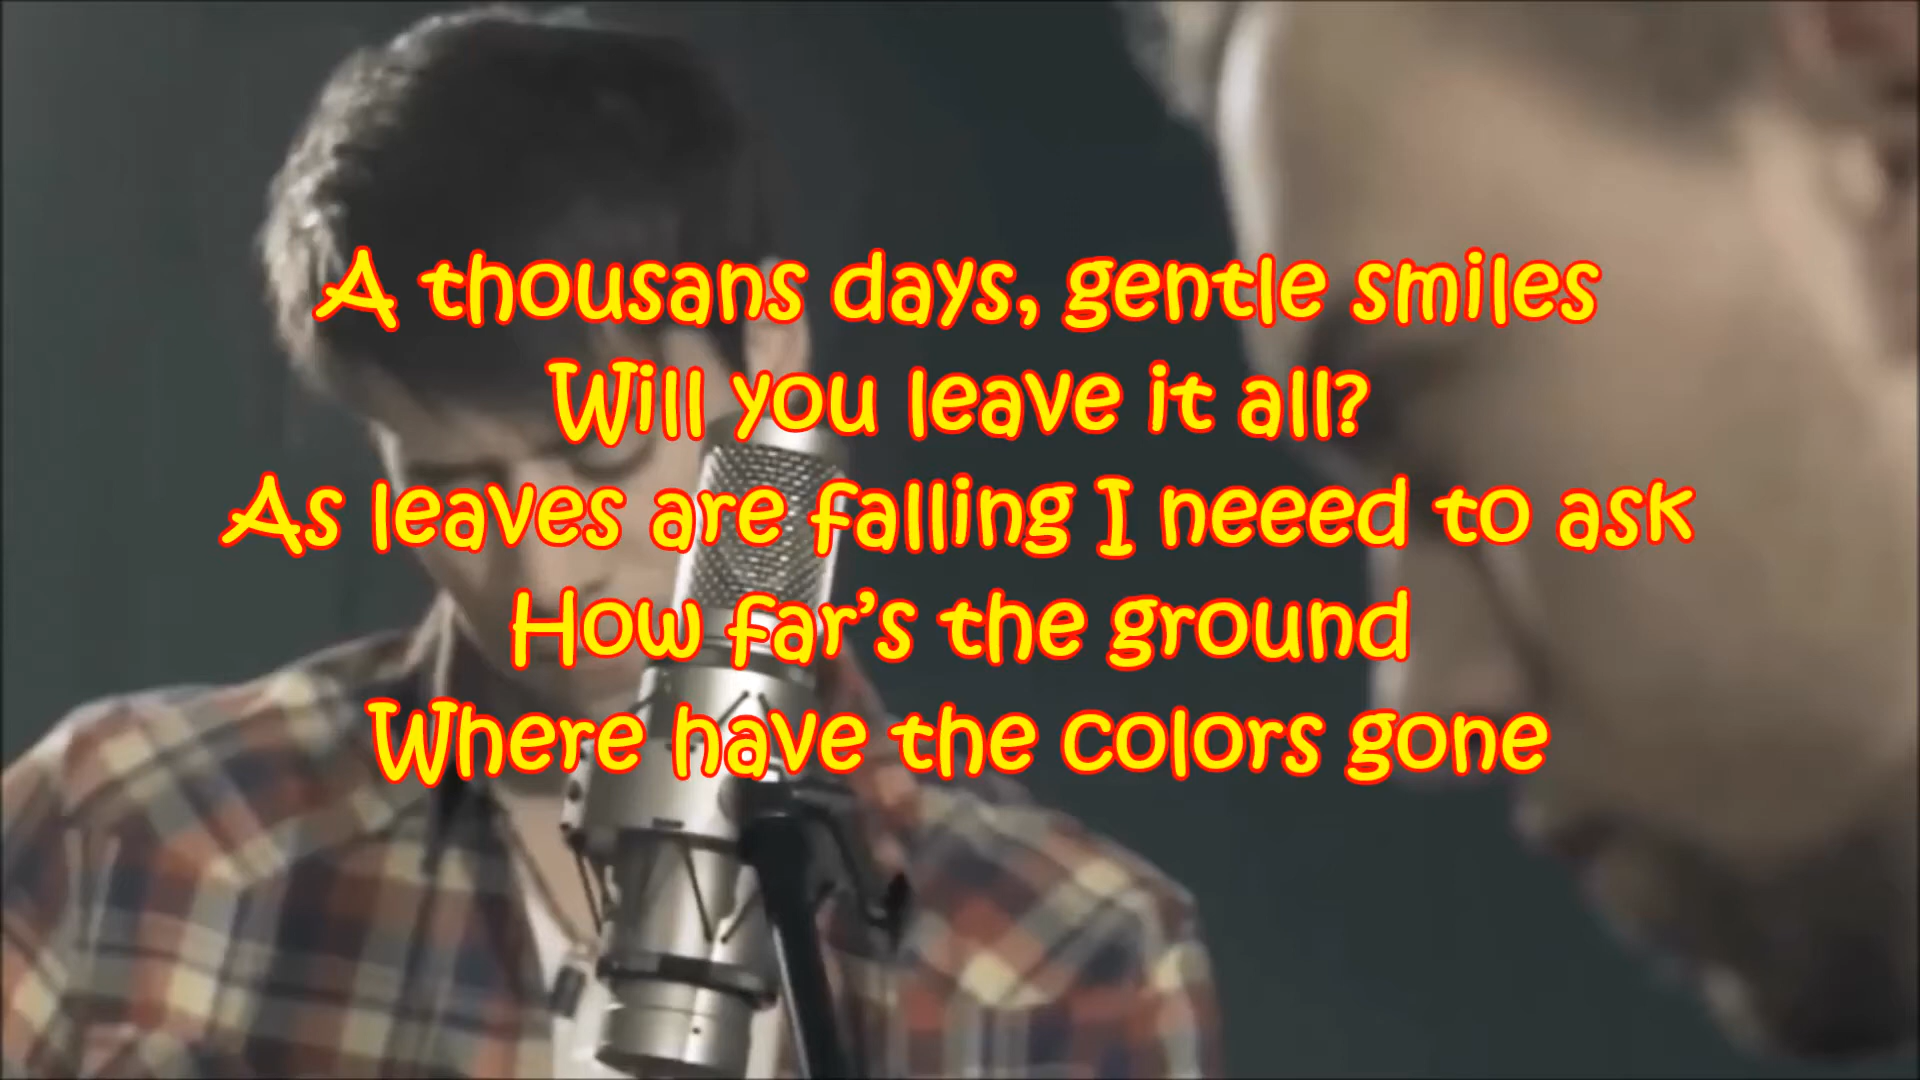 A thousans days, gentle smiles
Will you leave it all?
As leaves are falling I neeed to ask
How far's the ground
Where have the colors gone